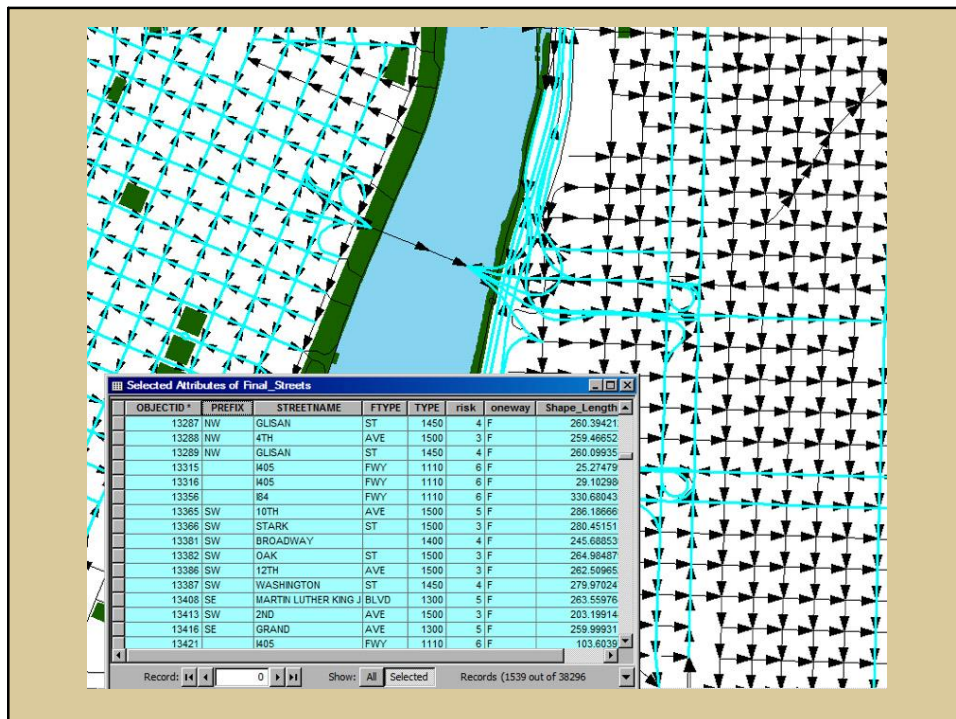 Selected Attributes of Final_Streets
OBJECTID * PREFIX STREETNAME FTYPE TYPE risk oneway Shape_Length
13287 NW GLISAN ST 1450 4 F 260.39421
13288 NW 4TH AVE 1500 3 F 259.46652
13289 NW GLISAN ST 1450 4 F 260.09935
13315 I405 FWY 1110 6 F 25.27479
13316 I405 FWY 1110 6 F 29.10298
13356 I84 FWY 1110 6 F 330.68043
13365 SW 10TH AVE 1500 5 F 286.18666
13366 SW STARK ST 1500 3 F 280.45151
13381 SW BROADWAY 1400 4 F 245.68853
13382 SW OAK ST 1500 3 F 264.98487
13386 SW 12TH AVE 1500 3 F 262.50965
13387 SW WASHINGTON ST 1450 4 F 279.97024
13408 SE MARTIN LUTHER KING J BLVD 1300 5 F 263.55976
13413 SW 2ND AVE 1500 3 F 203.19914
13416 SE GRAND AVE 1300 5 F 259.99931
13421 I405 FWY 1110 6 F 103.6039
Record: 0 Show: All Selected Records (1539 out of 38296